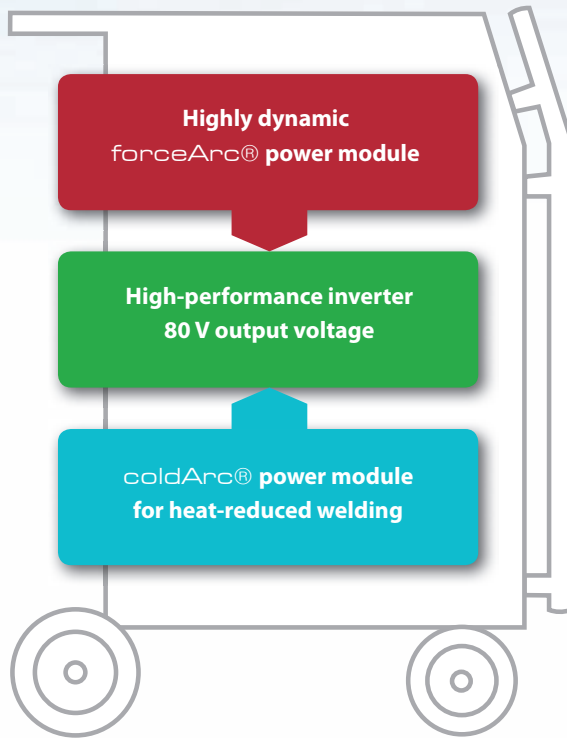 Highly dynamic
forceArc® power module
High-performance inverter
80 V output voltage
coldArc® power module
for heat-reduced welding